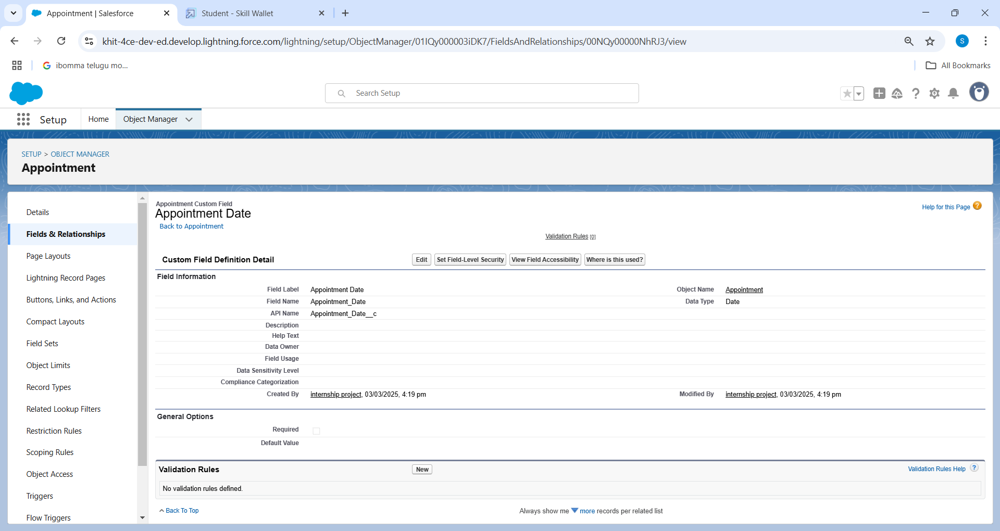 Appointment | Salesforce
Student - Skill Wallet
khit-4ce-dev-ed.develop.lightning.force.com/lightning/setup/ObjectManager/01IQy000003iDK7/FieldsAndRelationships/00NQy00000NhRJ3/view
S
ibomma telugu mo...
All Bookmarks
Search Setup
Setup
Home
Object Manager
SETUP > OBJECT MANAGER
Appointment
Details
Fields & Relationships
Page Layouts
Lightning Record Pages
Buttons, Links, and Actions
Compact Layouts
Field Sets
Object Limits
Record Types
Related Lookup Filters
Restriction Rules
Scoping Rules
Object Access
Triggers
Flow Triggers
Appointment Custom Field
Appointment Date
Back to Appointment
Help for this Page
Validation Rules [0]
Custom Field Definition Detail
Edit
Set Field-Level Security
View Field Accessibility
Where is this used?
Field Information
Field Label Appointment Date
Object Name Appointment
Field Name Appointment_Date
Data Type Date
API Name Appointment_Date__c
Description
Help Text
Data Owner
Field Usage
Data Sensitivity Level
Compliance Categorization
Created By internship project, 03/03/2025, 4:19 pm
Modified By internship project, 03/03/2025, 4:19 pm
General Options
Required
Default Value
Validation Rules
New
Validation Rules Help ?
No validation rules defined.
Back To Top
Always show me more records per related list